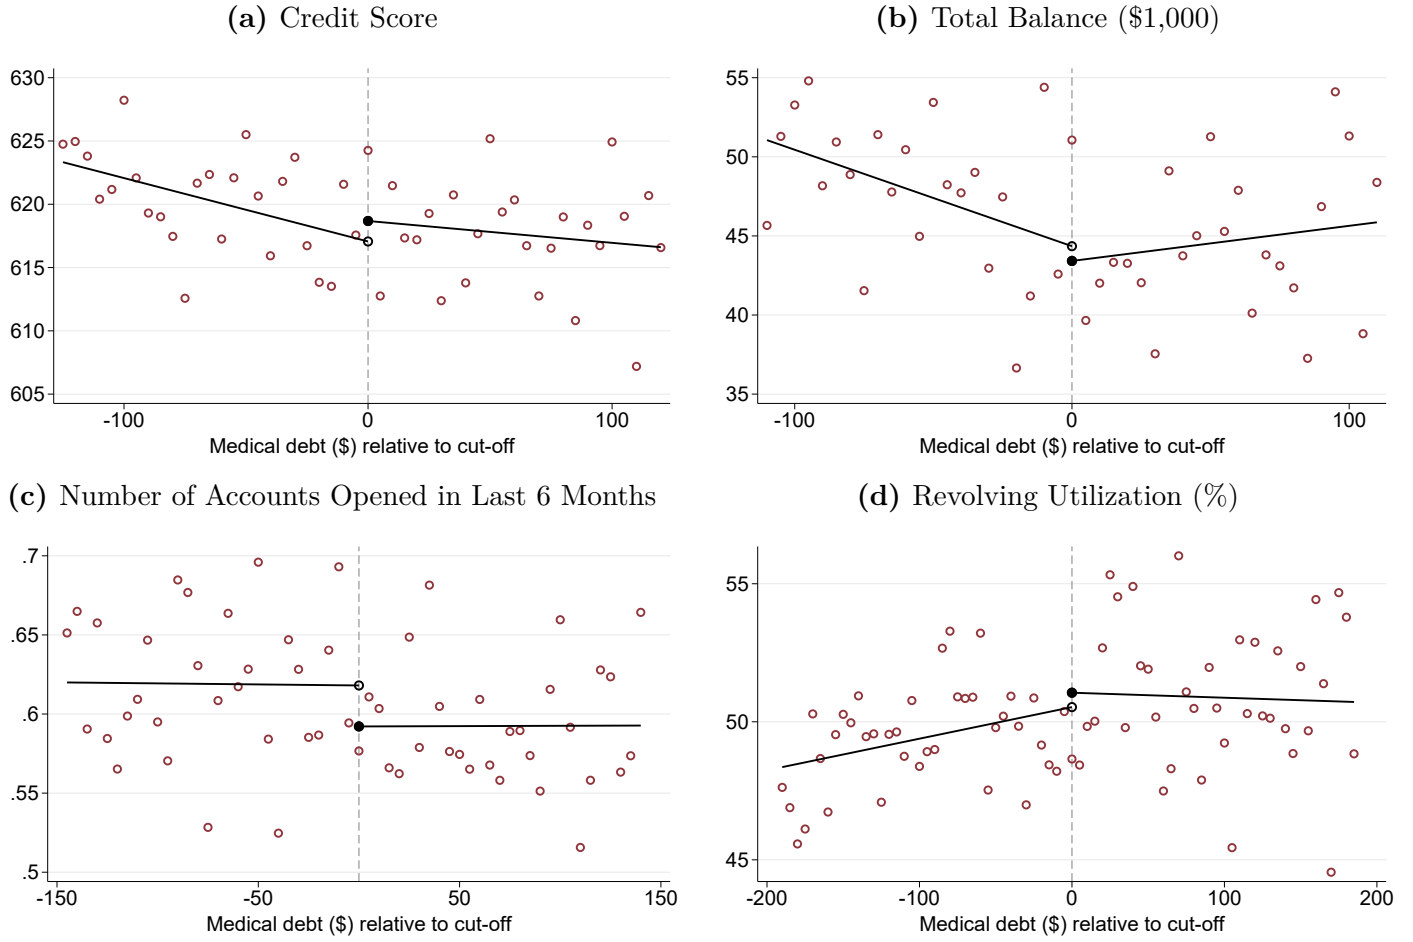 (a) Credit Score
630
625
620
615
610
605
-100 0 100
Medical debt ($) relative to cut-off
(b) Total Balance ($1,000)
55
50
45
40
35
-100 0 100
Medical debt ($) relative to cut-off
(c) Number of Accounts Opened in Last 6 Months
.7
.65
.6
.55
.5
-150 -50 50 150
Medical debt ($) relative to cut-off
(d) Revolving Utilization (%)
55
50
45
-200 -100 0 100 200
Medical debt ($) relative to cut-off